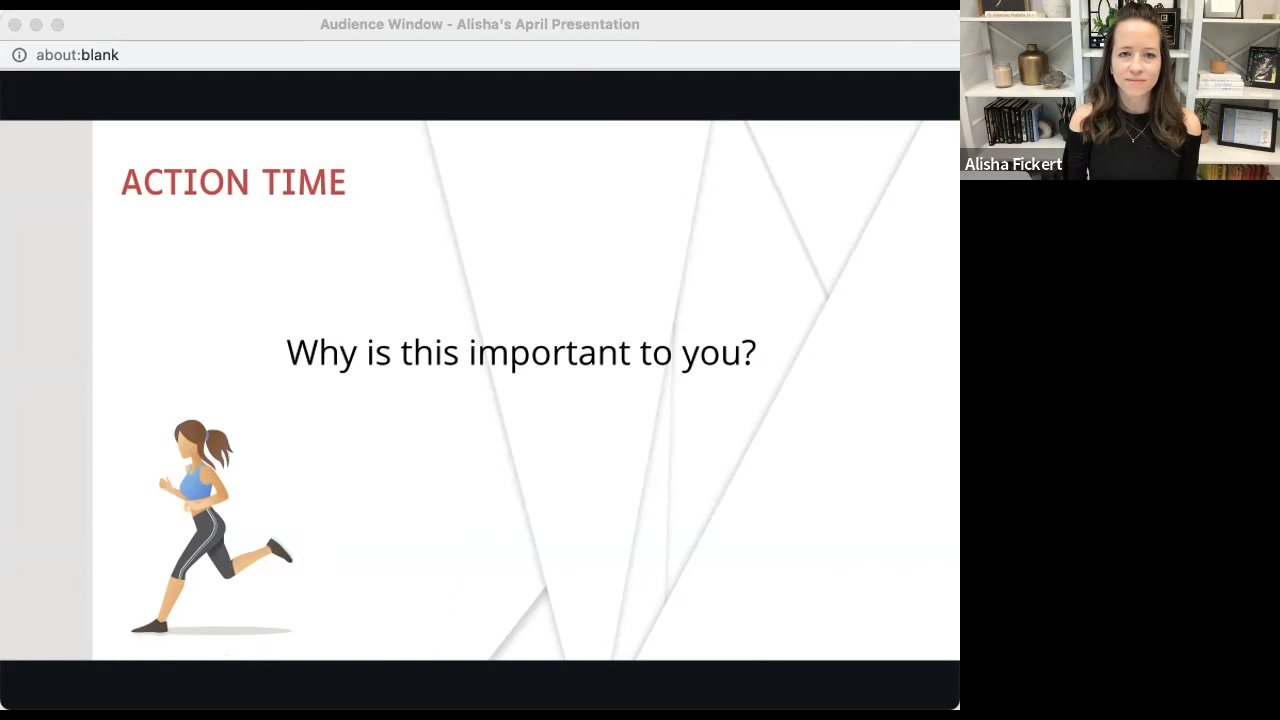 Audience Window - Alisha's April Presentation
about:blank
ACTION TIME
Why is this important to you?
Alisha Fickert